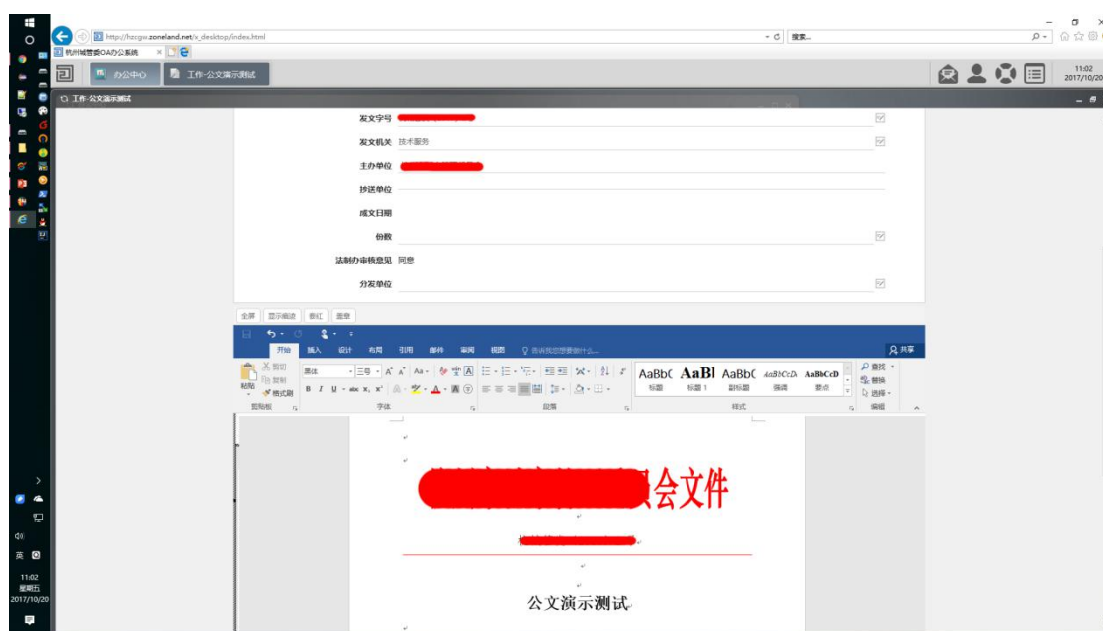 http://hzcgw.zoneland.net/x_desktop/index.html
搜索...
杭州城管委OA办公系统
办公中心
工作-公文演示测试
11:02
2017/10/20
工作-公文演示测试
发文字号
发文机关 技术服务
主办单位
抄送单位
成文日期
份数
法制办审核意见 同意
分发单位
全屏 显示痕迹 套红 盖章
开始 插入 设计 布局 引用 邮件 审阅 视图 告诉我您想要做什么... 共享
粘贴 剪切 复制 格式刷
黑体 三号
AaBbC 标题
AaBl 标题 1
AaBbC 副标题
AaBbCcDi 强调
AaBbCcD 要点
查找 替换 选择
剪贴板 字体 段落 样式 编辑
会文件
公文演示测试
英
11:02
星期五
2017/10/20